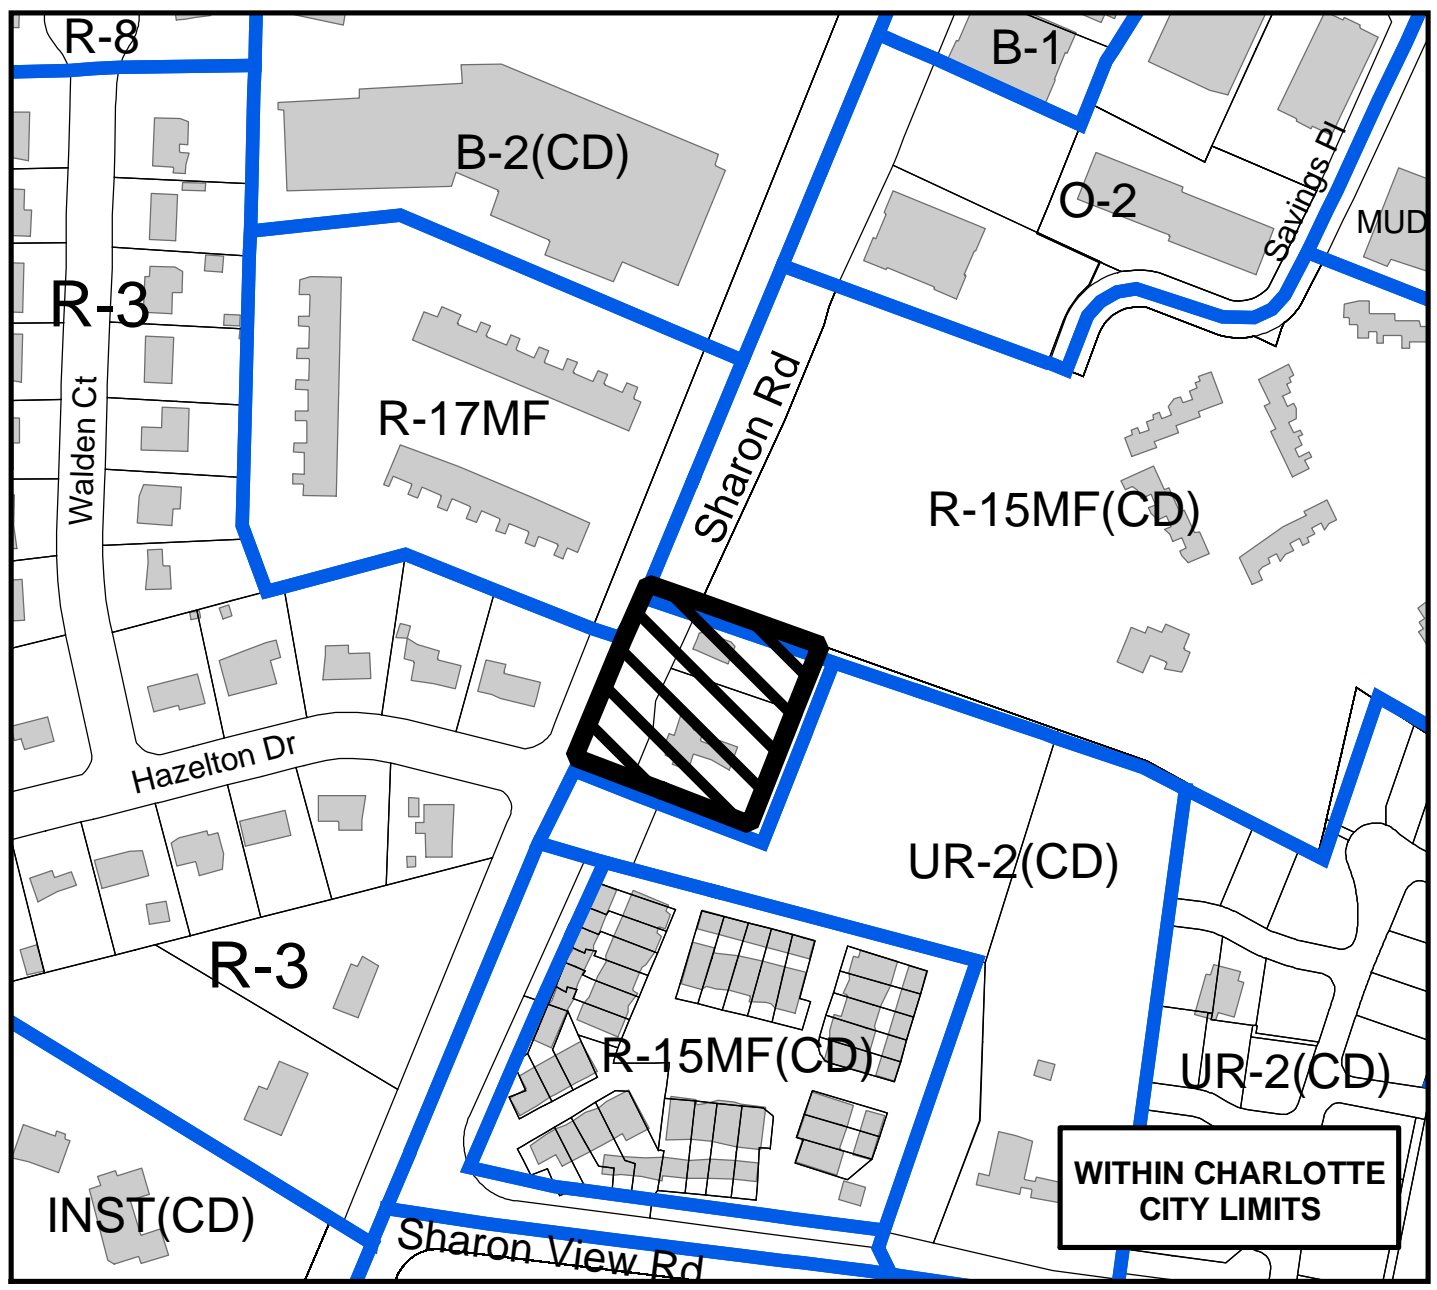 R-8
B-1
B-2(CD)
Savings Pl
O-2
MUD
R-3
Walden Ct
R-17MF
Sharon Rd
R-15MF(CD)
Hazelton Dr
UR-2(CD)
R-3
R-15MF(CD)
UR-2(CD)
WITHIN CHARLOTTE
CITY LIMITS
INST(CD)
Sharon View Rd